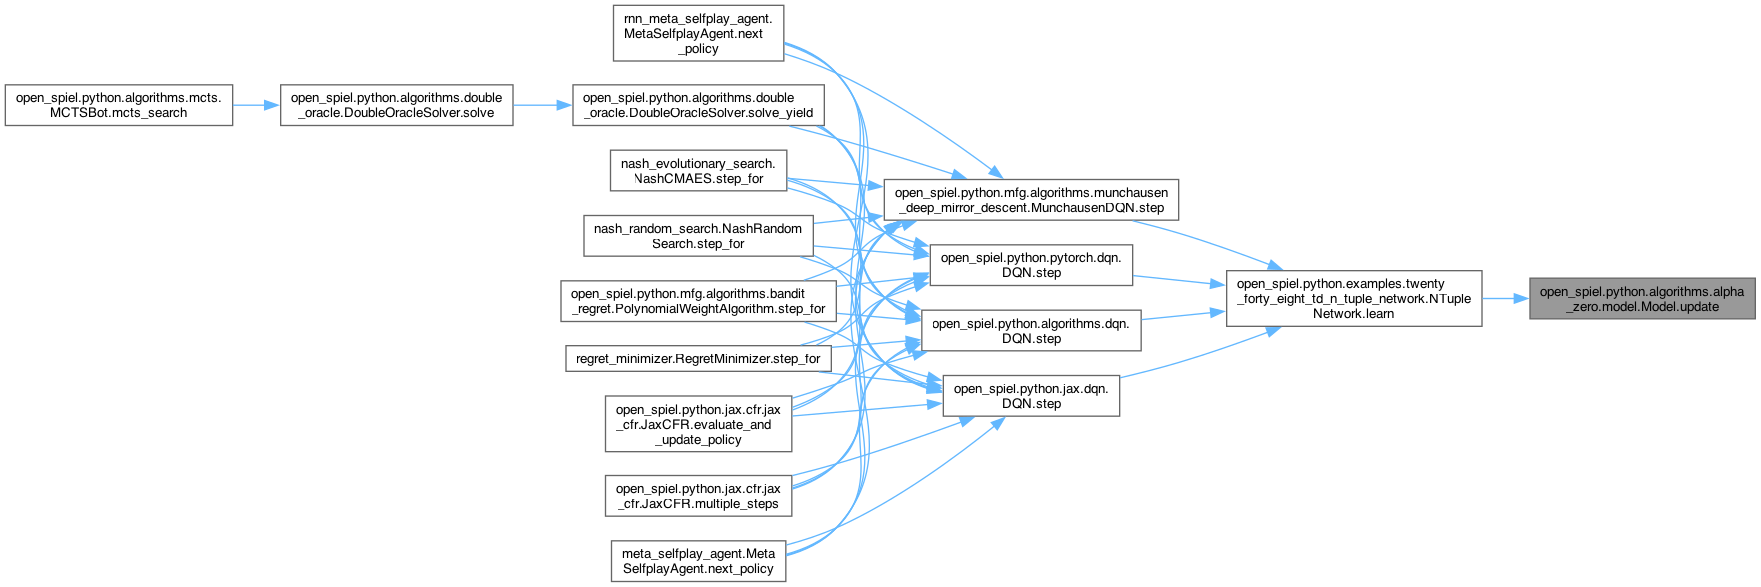 rnn_meta_selfplay_agent.
MetaSelfplayAgent.next
_policy
open_spiel.python.algorithms.mcts.
MCTSBot.mcts_search
open_spiel.python.algorithms.double
_oracle.DoubleOracleSolver.solve
open_spiel.python.algorithms.double
_oracle.DoubleOracleSolver.solve_yield
nash_evolutionary_search.
NashCMAES.step_for
nash_random_search.NashRandom
Search.step_for
open_spiel.python.mfg.algorithms.bandit
_regret.PolynomialWeightAlgorithm.step_for
regret_minimizer.RegretMinimizer.step_for
open_spiel.python.jax.cfr.jax
_cfr.JaxCFR.evaluate_and
_update_policy
open_spiel.python.jax.cfr.jax
_cfr.JaxCFR.multiple_steps
meta_selfplay_agent.Meta
SelfplayAgent.next_policy
open_spiel.python.mfg.algorithms.munchausen
_deep_mirror_descent.MunchausenDQN.step
open_spiel.python.pytorch.dqn.
DQN.step
open_spiel.python.algorithms.dqn.
DQN.step
open_spiel.python.jax.dqn.
DQN.step
open_spiel.python.examples.twenty
_forty_eight_td_n_tuple_network.NTuple
Network.learn
open_spiel.python.algorithms.alpha
_zero.model.Model.update